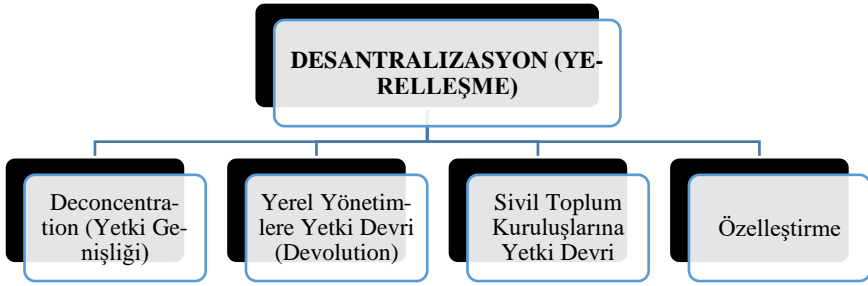 DESANTRALIZASYON (YE-
RELLEŞME)
Deconcentra-
tion (Yetki Ge-
nişliği)
Yerel Yönetim-
lere Yetki Devri
(Devolution)
Sivil Toplum
Kuruluşlarına
Yetki Devri
Özelleştirme